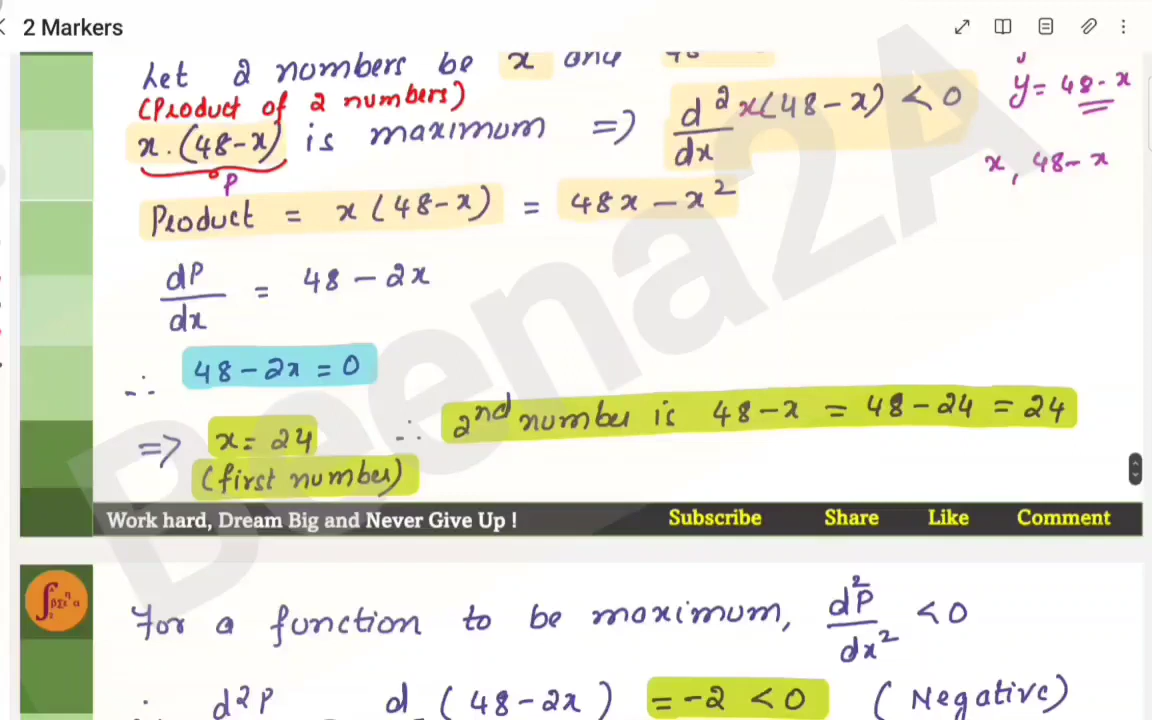 2 Markers
Let 2 numbers be x and
y = 48 - x
(Product of 2 numbers)
x . (48-x) is maximum => d²/dx x(48-x) < 0
x, 48-x
P
Product = x(48-x) = 48x - x²
dP/dx = 48 - 2x
∴ 48-2x = 0
=> x = 24 ∴ 2nd number is 48-x = 48-24 = 24
(first number)
Work hard, Dream Big and Never Give Up ! Subscribe Share Like Comment
For a function to be maximum, d²P/dx² < 0
∴ d²P d (48-2x) = -2 < 0 (Negative)
Beena2A